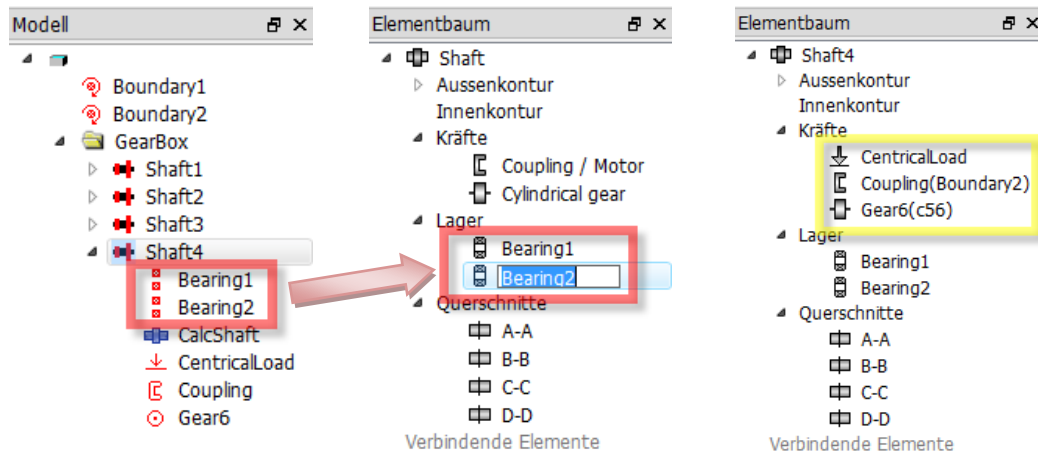 Modell
Boundary1
Boundary2
GearBox
Shaft1
Shaft2
Shaft3
Shaft4
Bearing1
Bearing2
CalcShaft
CentricalLoad
Coupling
Gear6
Elementbaum
Shaft
Aussenkontur
Innenkontur
Kräfte
Coupling / Motor
Cylindrical gear
Lager
Bearing1
Bearing2
Querschnitte
A-A
B-B
C-C
D-D
Verbindende Elemente
Elementbaum
Shaft4
Aussenkontur
Innenkontur
Kräfte
CentricalLoad
Coupling(Boundary2)
Gear6(c56)
Lager
Bearing1
Bearing2
Querschnitte
A-A
B-B
C-C
D-D
Verbindende Elemente